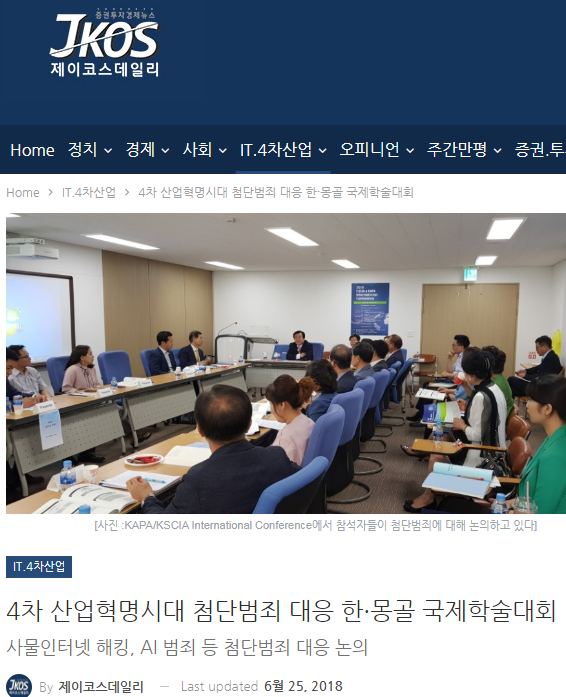 증권투자경제뉴스
JKOS
제이코스데일리
Home 정치 경제 사회 IT.4차산업 오피니언 주간만평 증권.투
Home > IT.4차산업 > 4차 산업혁명시대 첨단범죄 대응 한·몽골 국제학술대회
[사진 :KAPA/KSCIA International Conference에서 참석자들이 첨단범죄에 대해 논의하고 있다]
IT.4차산업
4차 산업혁명시대 첨단범죄 대응 한·몽골 국제학술대회
사물인터넷 해킹, AI 범죄 등 첨단범죄 대응 논의
By 제이코스데일리 — Last updated 6월 25, 2018